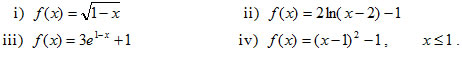 i) f(x) = √(1−x) ii) f(x) = 2ln(x−2)−1
iii) f(x) = 3e^(1−x) +1 iv) f(x) = (x−1)² −1, x ≤ 1.